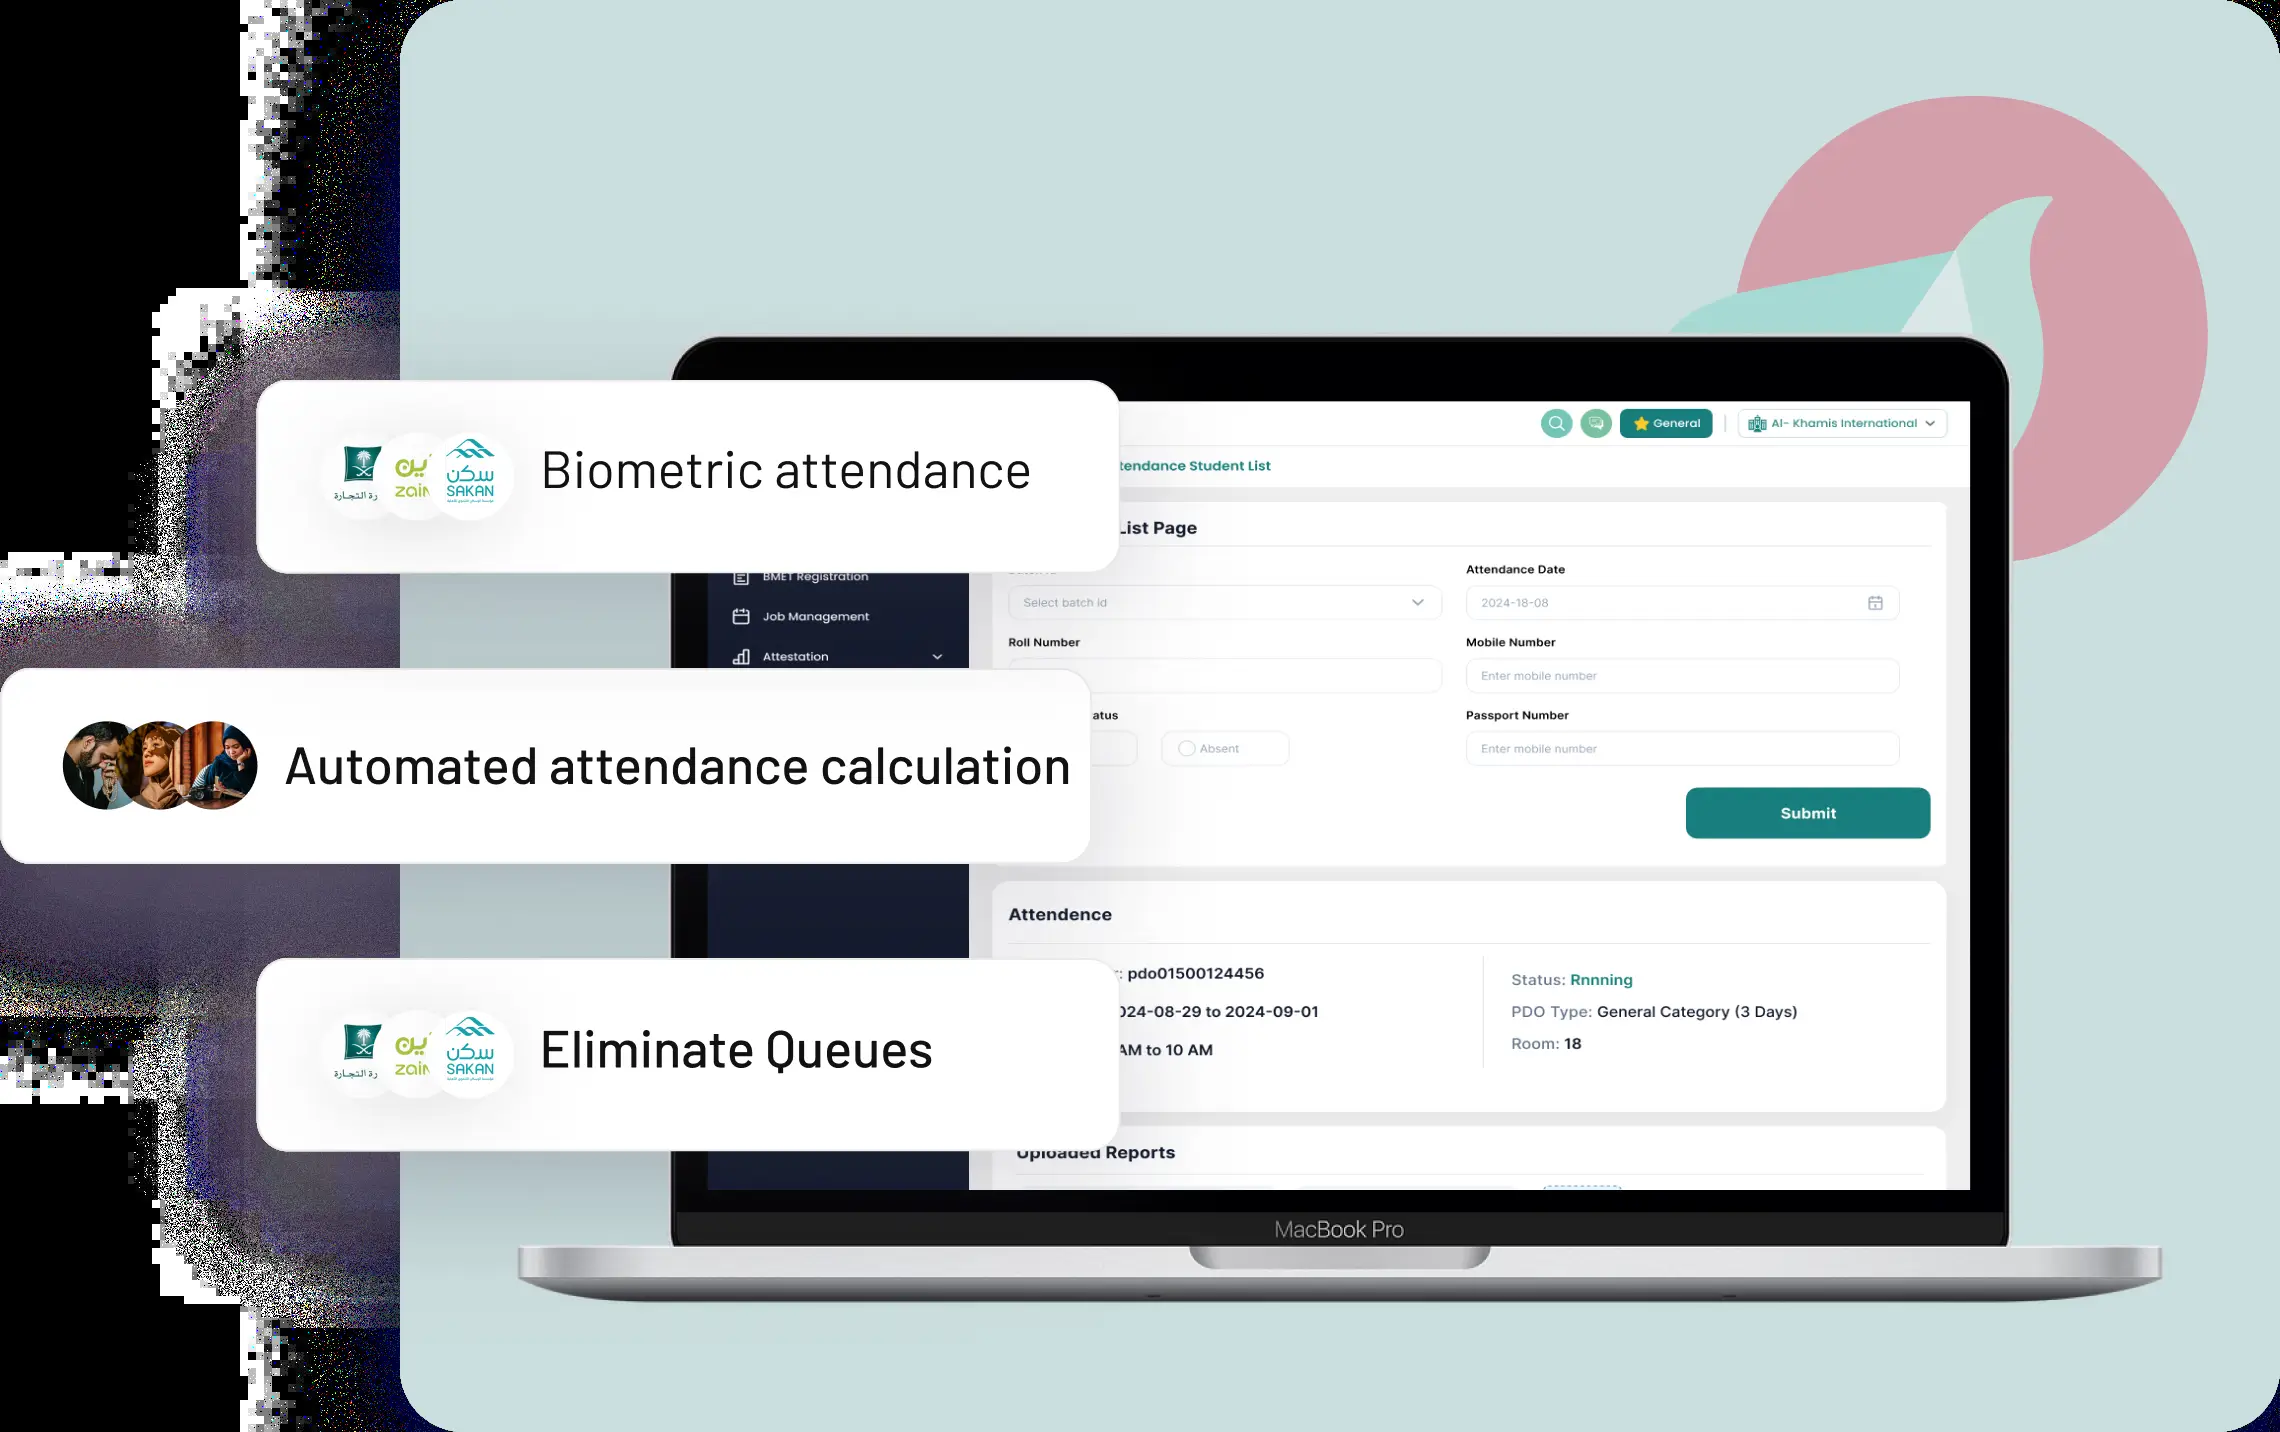 General
Al- Khamis International
tendance Student List
List Page
رة التجارة
زين
zain
سكن
SAKAN
Biometric attendance
BMET Registration
Job Management
Attestation
Attendance Date
Select batch id
2024-18-08
Roll Number
Mobile Number
Enter mobile number
atus
Passport Number
Absent
Enter mobile number
Automated attendance calculation
Submit
Attendence
: pdo01500124456
024-08-29 to 2024-09-01
AM to 10 AM
Status: Rnnning
PDO Type: General Category (3 Days)
Room: 18
رة التجارة
زين
zain
سكن
SAKAN
Eliminate Queues
Uploaded Reports
MacBook Pro